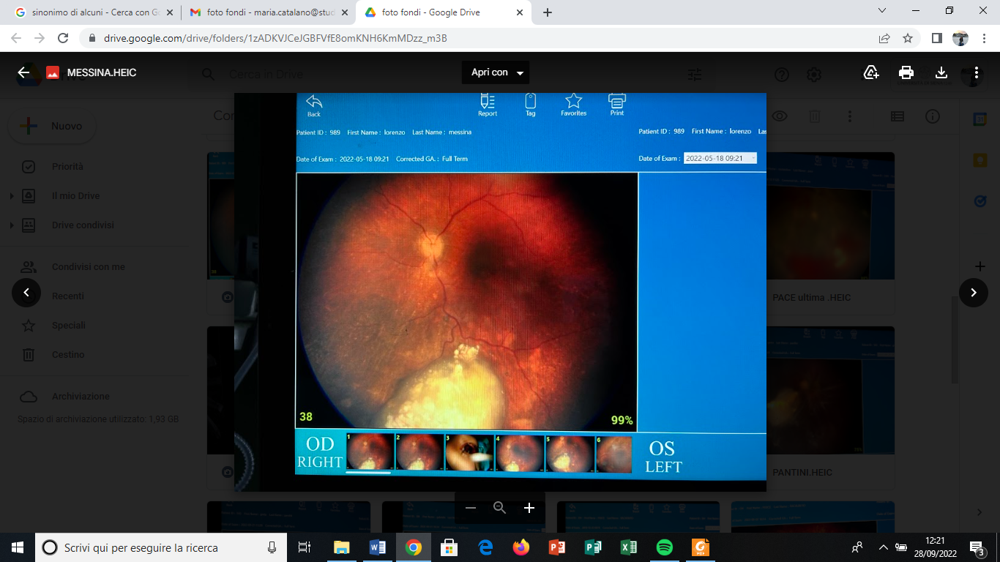 sinonimo di alcuni - Cerca con G
foto fondi - maria.catalano@stud
foto fondi - Google Drive
drive.google.com/drive/folders/1zADKVJCeJGBFVfE8omKNH6KmMDzz_m3B
MESSINA.HEIC
Cerca in Drive
Apri con
Nuovo
Priorità
Il mio Drive
Drive condivisi
Condivisi con me
Recenti
Speciali
Cestino
Archiviazione
Spazio di archiviazione utilizzato: 1,93 GB
Back
Report
Tag
Favorites
Print
Patient ID : 989 First Name : lorenzo Last Name : messina
Patient ID : 989 First Name : lorenzo Las
Date of Exam : 2022-05-18 09:21 Corrected GA. : Full Term
Date of Exam : 2022-05-18 09:21
38
99%
OD
RIGHT
1
2
3
4
5
6
OS
LEFT
PACE ultima .HEIC
PANTINI.HEIC
Scrivi qui per eseguire la ricerca
12:21
28/09/2022
3